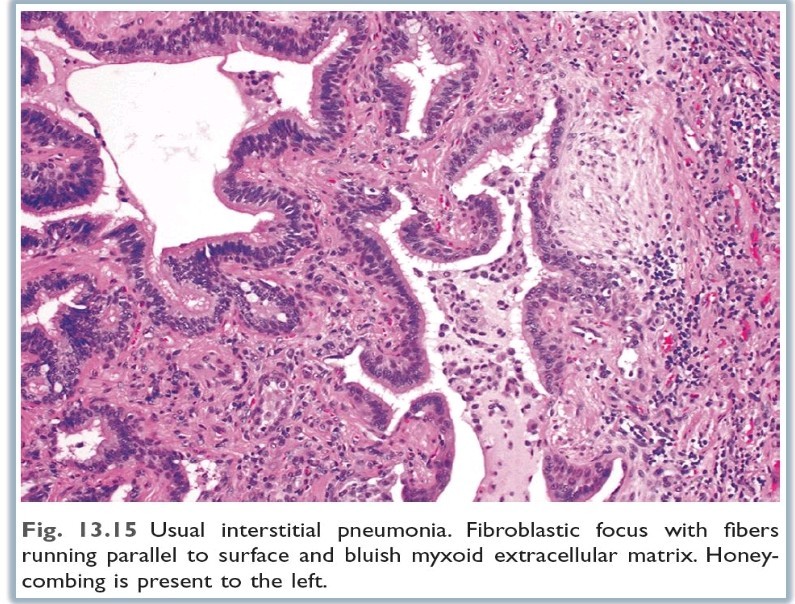 Fig. 13.15 Usual interstitial pneumonia. Fibroblastic focus with fibers
running parallel to surface and bluish myxoid extracellular matrix. Honey-
combing is present to the left.